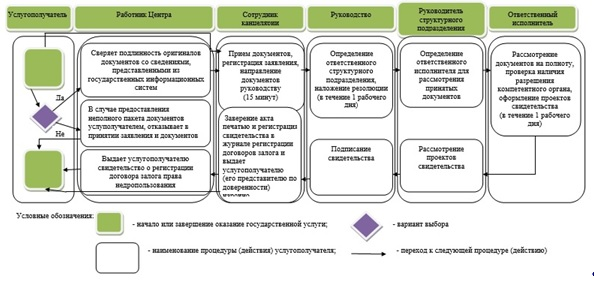 Услугополучатель
Работник Центра
Сотрудник
канцелярии
Руководство
Руководитель
структурного
подразделения
Ответственный
исполнитель
Да
Нет
Сверяет подлинность оригиналов
документов со сведениями,
представленными из
государственных информационных
систем
В случае предоставления
неполного пакета документов
услугополучателем, отказывает в
принятии заявления и документов
Выдает услугополучателю
свидетельство о регистрации
договора залога права
недропользования
Прием документов,
регистрация заявления,
направление
документов
руководству
(15 минут)
Заверение акта
печатью и регистрация
свидетельства в
журнале регистрации
договоров залога и
выдает
услугополучателю
(его представителю по
доверенности)
нарочно
Определение
ответственного
структурного
подразделения,
наложение резолюции
(в течение 1 рабочего
дня)
Подписание
свидетельства
Определение
ответственного
исполнителя для
рассмотрения
принятых
документов
Рассмотрение
проектов
свидетельства
Рассмотрение
документов на полноту,
проверка наличия
разрешения
компетентного органа,
оформление проектов
свидетельства
(в течение 1 рабочего
дня)
Условные обозначения:
- начало или завершение оказание государственной услуги;
- вариант выбора
- наименование процедуры (действия) услугополучателя;
- переход к следующей процедуре (действию)